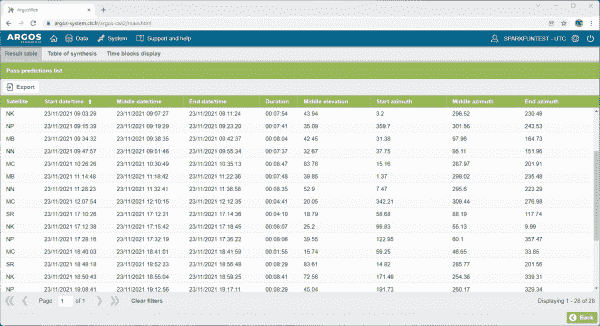 ArgosWeb
argos-system.cls.fr/argos-cwi2/main.html
ARGOS Data System Support and help SPARKFUNTEST - UTC
Result table Table of synthesis Time blocks display
Pass predictions list
Export
Satellite Start date/time Middle date/time End date/time Duration Middle elevation Start azimuth Middle azimuth End azimuth
NK 23/11/2021 09:03:29 23/11/2021 09:07:27 23/11/2021 09:11:24 00:07:54 43.94 3.2 296.52 230.49
NP 23/11/2021 09:15:39 23/11/2021 09:19:29 23/11/2021 09:23:20 00:07:41 35.09 359.7 301.56 243.53
MB 23/11/2021 09:34:32 23/11/2021 09:38:35 23/11/2021 09:42:37 00:08:04 42.45 31.38 97.98 164.73
NN 23/11/2021 09:47:57 23/11/2021 09:51:46 23/11/2021 09:55:34 00:07:37 32.67 37.75 95.11 151.96
MC 23/11/2021 10:26:26 23/11/2021 10:30:49 23/11/2021 10:35:13 00:08:47 83.76 15.16 287.97 201.91
MB 23/11/2021 11:14:48 23/11/2021 11:18:42 23/11/2021 11:22:36 00:07:48 39.85 1.37 298.02 235.48
NN 23/11/2021 11:28:23 23/11/2021 11:32:41 23/11/2021 11:36:58 00:08:35 52.9 7.47 295.6 223.29
MC 23/11/2021 12:07:54 23/11/2021 12:10:15 23/11/2021 12:12:35 00:04:41 20.05 342.21 309.44 276.98
SR 23/11/2021 17:10:26 23/11/2021 17:12:31 23/11/2021 17:14:36 00:04:10 18.79 58.68 88.19 117.74
NK 23/11/2021 17:12:38 23/11/2021 17:15:42 23/11/2021 17:18:45 00:06:07 25.2 99.83 55.13 9.99
NP 23/11/2021 17:28:16 23/11/2021 17:32:19 23/11/2021 17:36:22 00:08:06 39.55 122.95 60.1 357.47
MC 23/11/2021 18:40:03 23/11/2021 18:41:01 23/11/2021 18:41:59 00:01:56 15.74 59.25 46.65 33.85
SR 23/11/2021 18:48:18 23/11/2021 18:52:33 23/11/2021 18:56:48 00:08:29 83.61 14.82 285.77 201.56
NK 23/11/2021 18:50:43 23/11/2021 18:55:04 23/11/2021 18:59:25 00:08:41 72.56 171.49 254.36 339.31
NP 23/11/2021 19:08:41 23/11/2021 19:12:56 23/11/2021 19:17:11 00:08:29 45.04 191.73 260.17 329.34
Page 1 of 1 Clear filters Displaying 1 - 28 of 28
Back